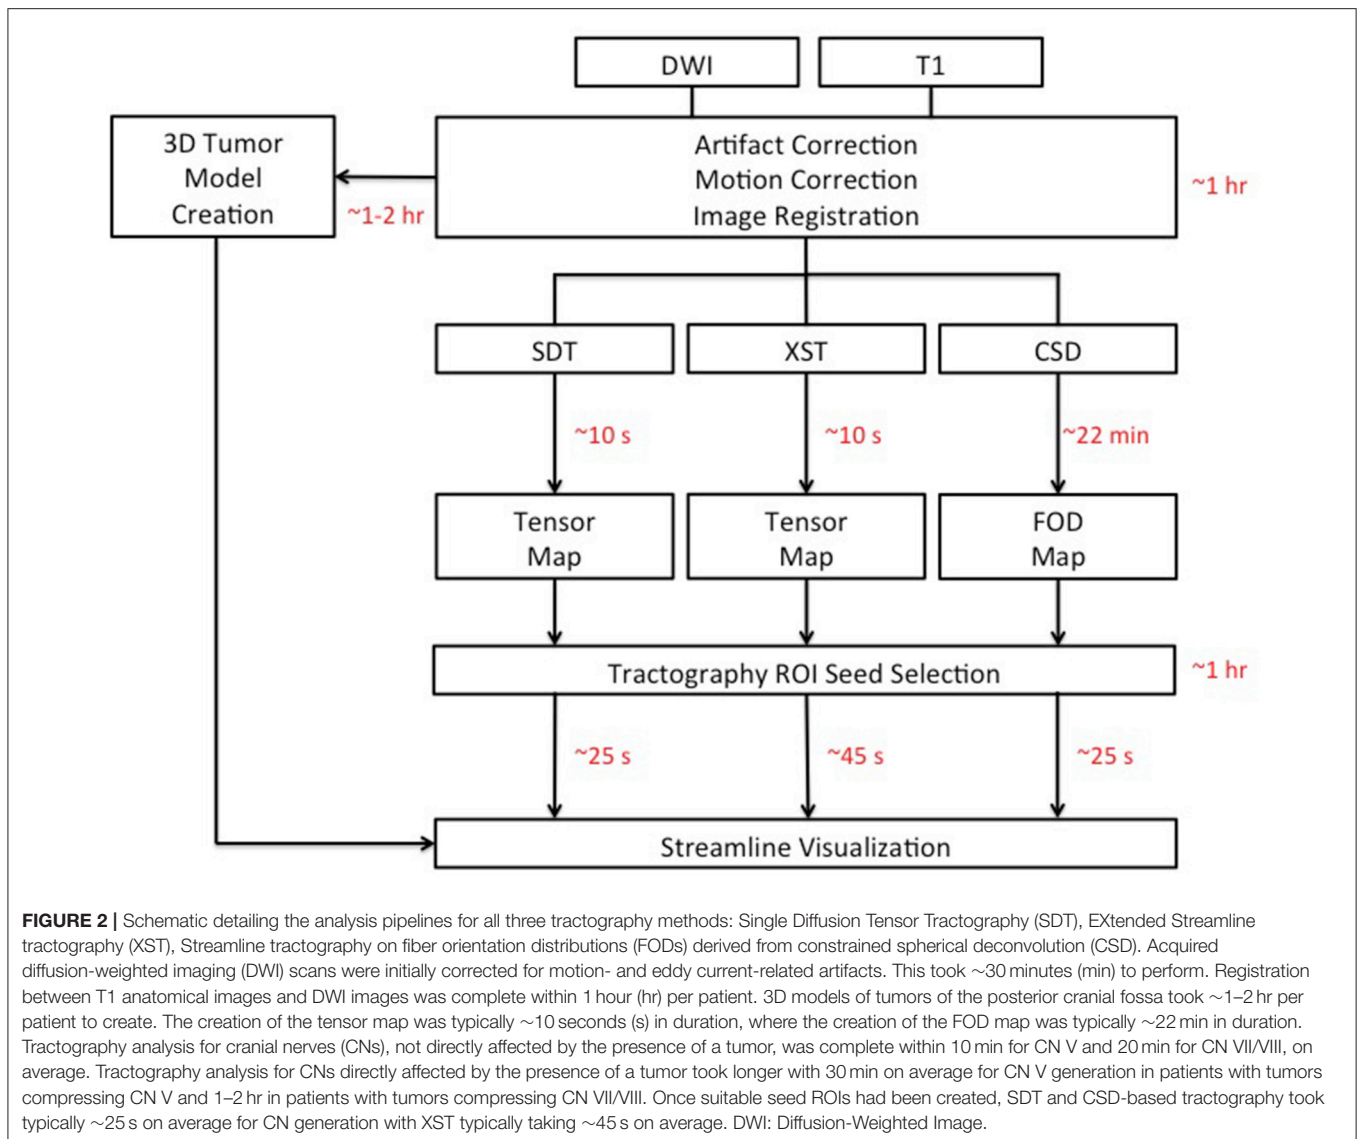 DWI
T1
3D Tumor
Model
Creation
~1-2 hr
Artifact Correction
Motion Correction
Image Registration
~1 hr
SDT
XST
CSD
~10 s
~10 s
~22 min
Tensor
Map
Tensor
Map
FOD
Map
Tractography ROI Seed Selection
~1 hr
~25 s
~45 s
~25 s
Streamline Visualization
FIGURE 2 | Schematic detailing the analysis pipelines for all three tractography methods: Single Diffusion Tensor Tractography (SDT), EXtended Streamline
tractography (XST), Streamline tractography on fiber orientation distributions (FODs) derived from constrained spherical deconvolution (CSD). Acquired
diffusion-weighted imaging (DWI) scans were initially corrected for motion- and eddy current-related artifacts. This took ∼30 minutes (min) to perform. Registration
between T1 anatomical images and DWI images was complete within 1 hour (hr) per patient. 3D models of tumors of the posterior cranial fossa took ∼1–2 hr per
patient to create. The creation of the tensor map was typically ∼10 seconds (s) in duration, where the creation of the FOD map was typically ∼22 min in duration.
Tractography analysis for cranial nerves (CNs), not directly affected by the presence of a tumor, was complete within 10 min for CN V and 20 min for CN VII/VIII, on
average. Tractography analysis for CNs directly affected by the presence of a tumor took longer with 30 min on average for CN V generation in patients with tumors
compressing CN V and 1–2 hr in patients with tumors compressing CN VII/VIII. Once suitable seed ROIs had been created, SDT and CSD-based tractography took
typically ∼25 s on average for CN generation with XST typically taking ∼45 s on average. DWI: Diffusion-Weighted Image.